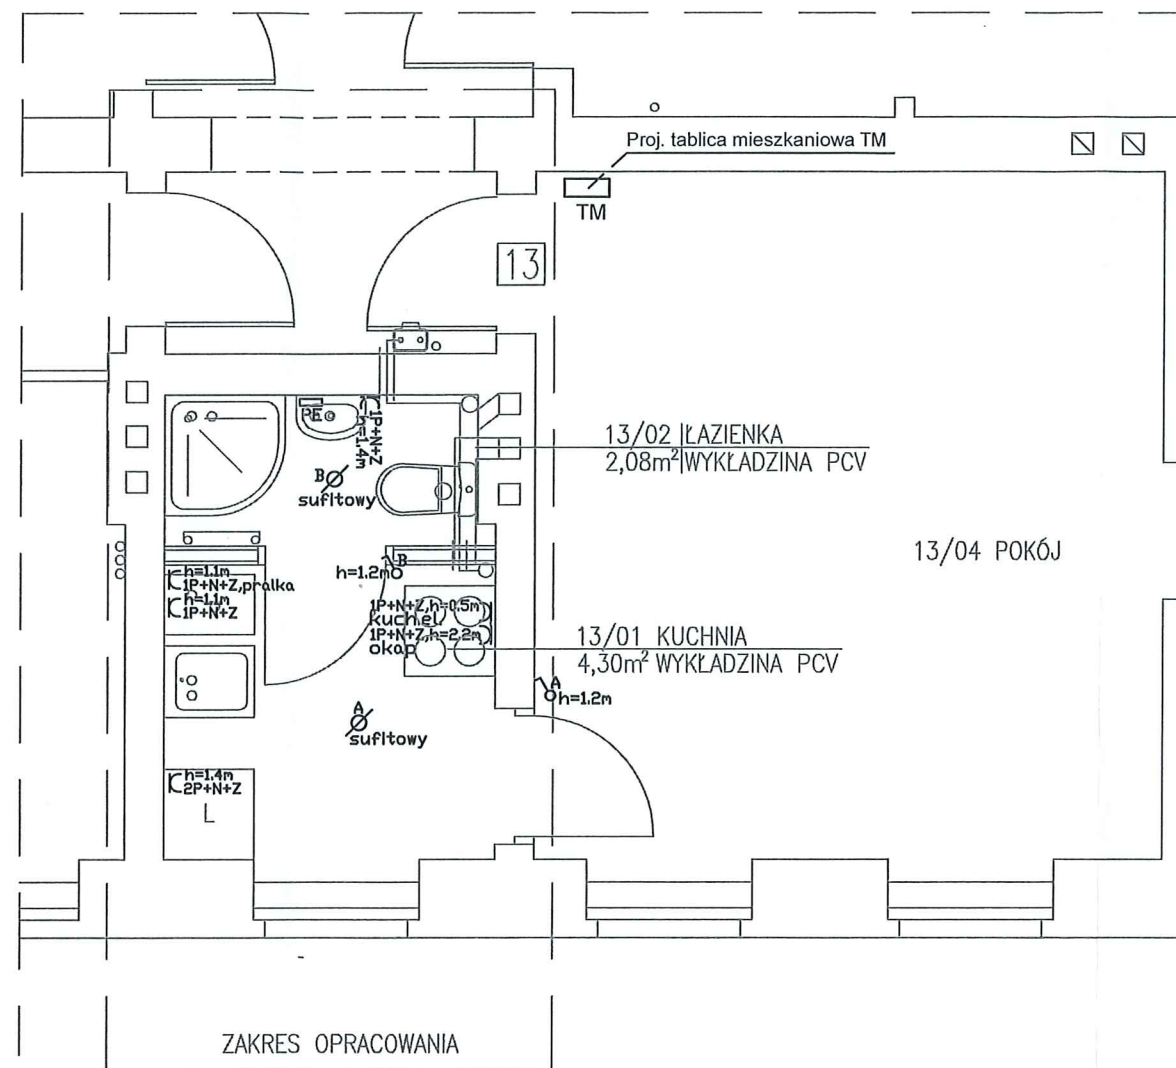 Proj. tablica mieszkaniowa TM
TM
13
PE
1P+N+Z
h=1.4m
B
sufitowy
13/02 ŁAZIENKA
2,08m² WYKŁADZINA PCV
13/04 POKÓJ
B
h=1.2m
h=1.1m
1P+N+Z,pralka
h=1.1m
1P+N+Z
1P+N+Z,h=0.5m
kuchel.
1P+N+Z,h=2.2m
okap
13/01 KUCHNIA
4,30m² WYKŁADZINA PCV
A
h=1.2m
A
sufitowy
h=1.4m
2P+N+Z
L
ZAKRES OPRACOWANIA